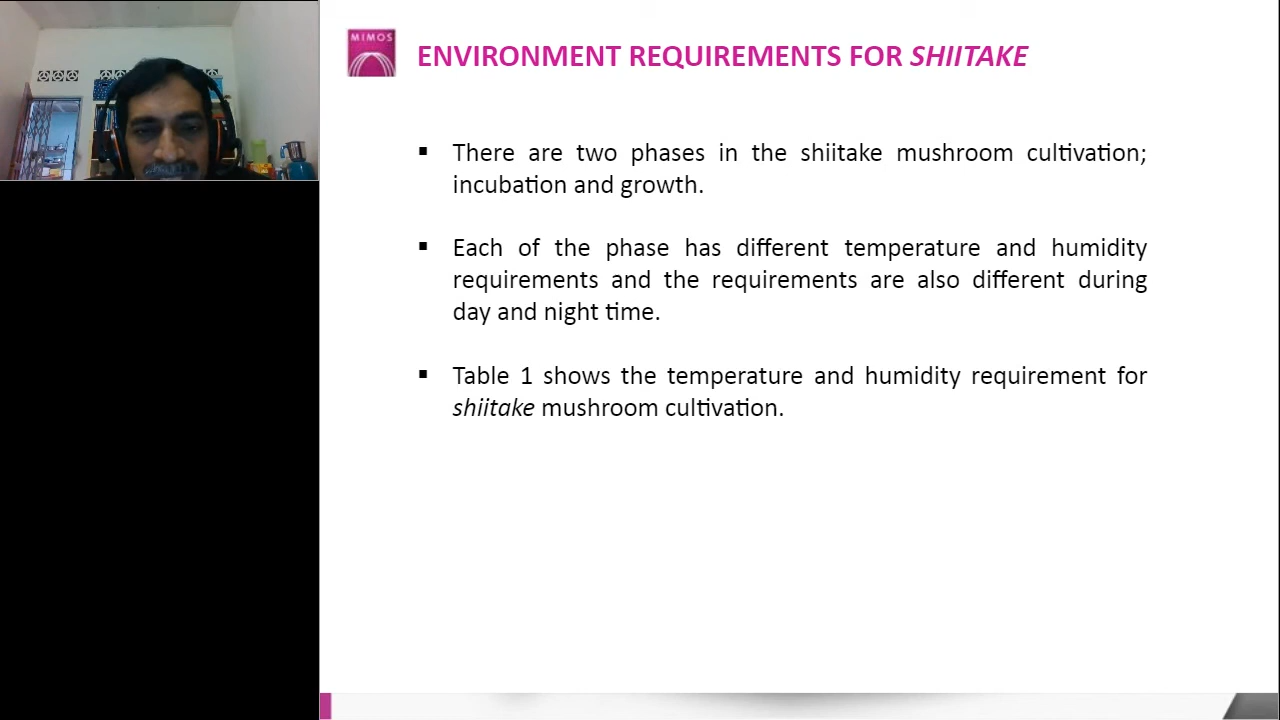 MIMOS
ENVIRONMENT REQUIREMENTS FOR SHIITAKE
There are two phases in the shiitake mushroom cultivation;
incubation and growth.
Each of the phase has different temperature and humidity
requirements and the requirements are also different during
day and night time.
Table 1 shows the temperature and humidity requirement for
shiitake mushroom cultivation.